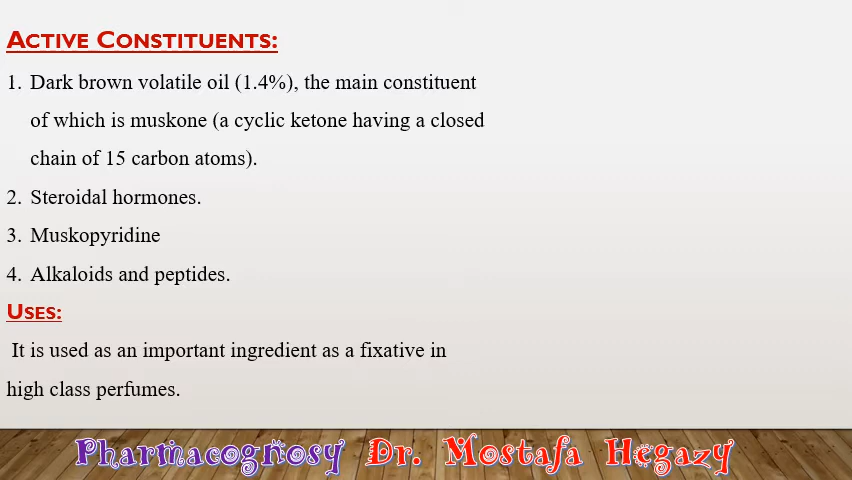 ACTIVE CONSTITUENTS:
1. Dark brown volatile oil (1.4%), the main constituent
of which is muskone (a cyclic ketone having a closed
chain of 15 carbon atoms).
2. Steroidal hormones.
3. Muskopyridine
4. Alkaloids and peptides.
USES:
It is used as an important ingredient as a fixative in
high class perfumes.
Pharmacognosy Dr. Mostafa Hegazy